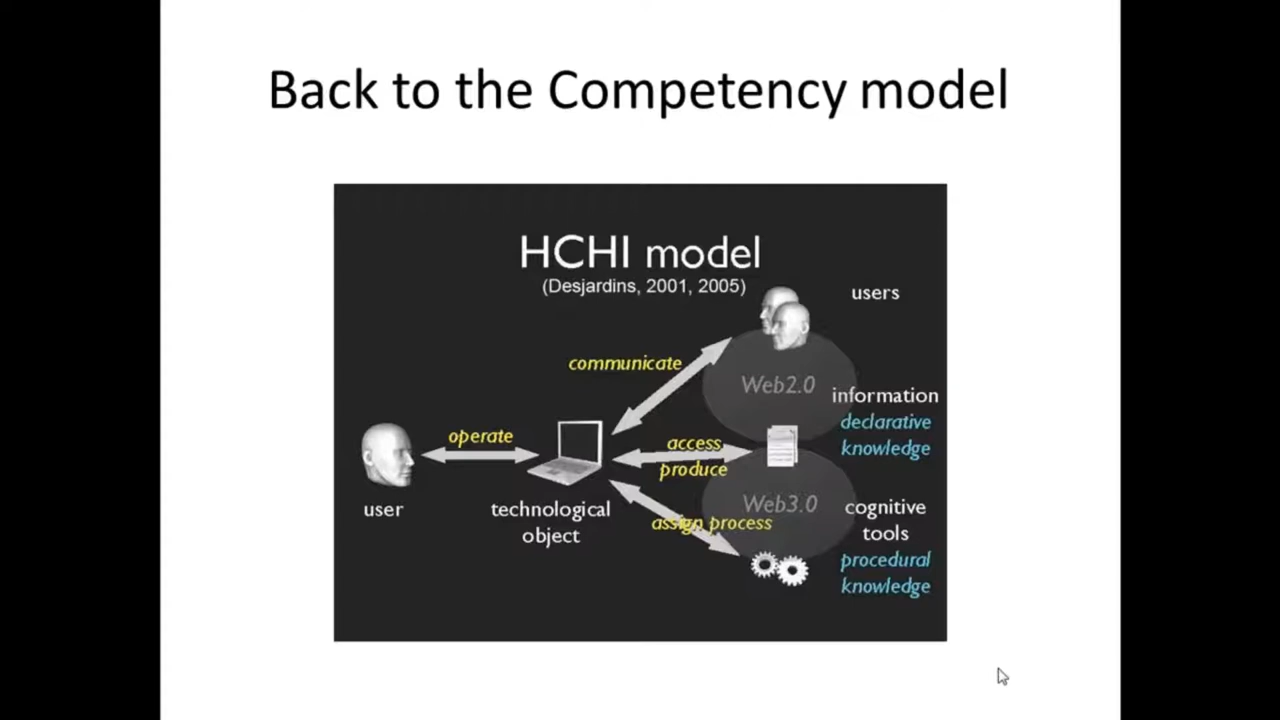 Back to the Competency model
HCHI model
(Desjardins, 2001, 2005)
users
communicate
Web2.0
information
declarative
knowledge
operate
access
produce
user
technological
object
Web3.0
assign process
cognitive
tools
procedural
knowledge